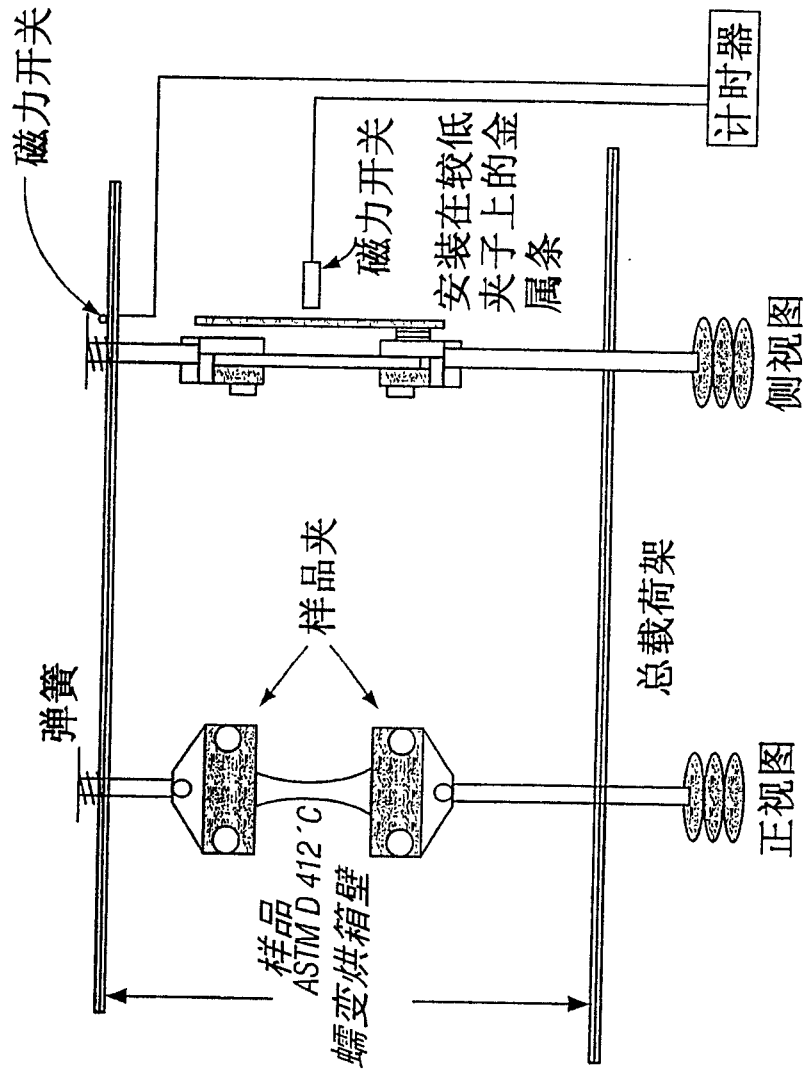 磁力开关
弹簧
磁力开关
安装在较低
夹子上的金
属条
样品夹
样品
ASTM D 412´C
蠕变烘箱壁
总载荷架
计时器
正视图
侧视图